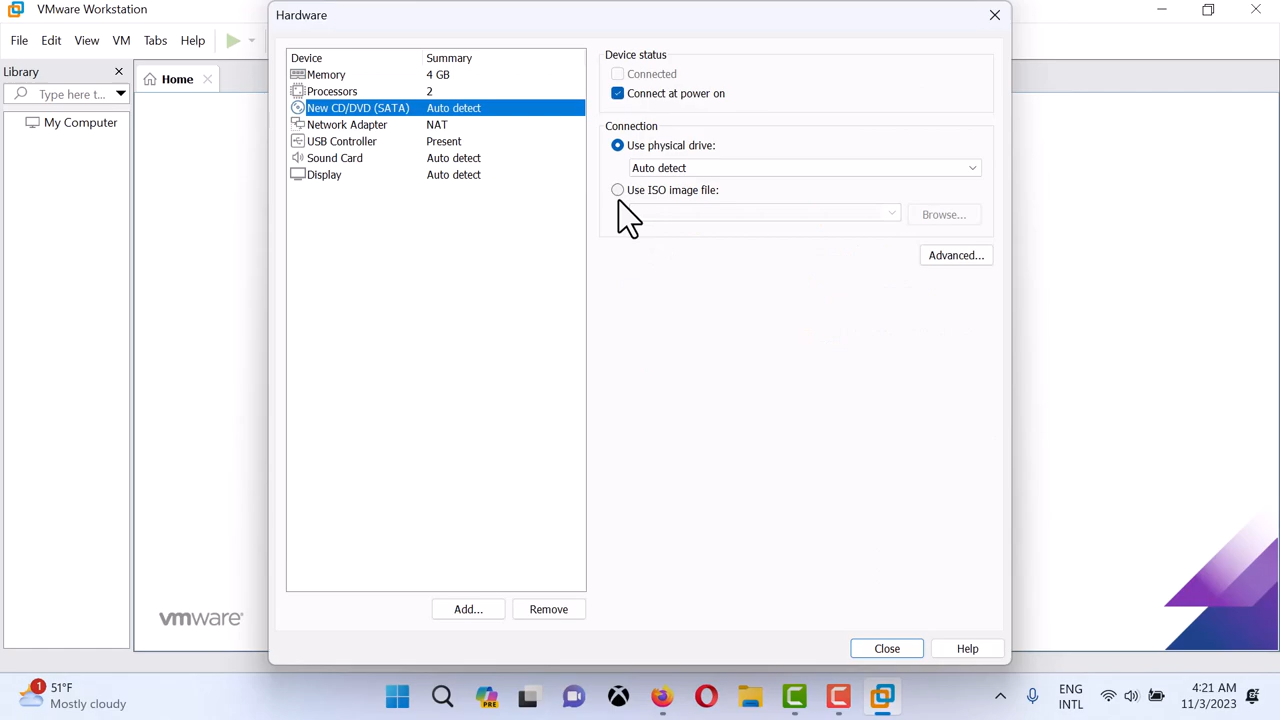 VMware Workstation
File Edit View VM Tabs Help
Library
Type here t...
My Computer
Home
Hardware
Device Summary
Memory 4 GB
Processors 2
New CD/DVD (SATA) Auto detect
Network Adapter NAT
USB Controller Present
Sound Card Auto detect
Display Auto detect
Add... Remove
Device status
Connected
Connect at power on
Connection
Use physical drive:
Auto detect
Use ISO image file:
Browse...
Advanced...
Close Help
vmware®
1
51°F
Mostly cloudy
PRE
ENG
INTL
4:21 AM
11/3/2023